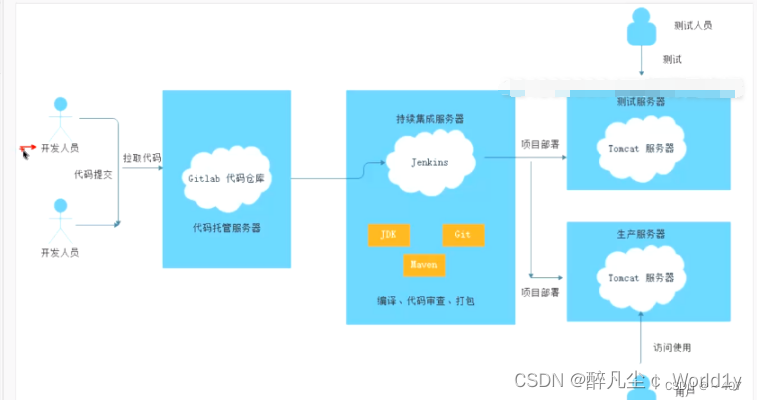 测试人员
测试
测试服务器
持续集成服务器
项目部署
Tomcat 服务器
开发人员
拉取代码
Jenkins
代码提交
Gitlab 代码仓库
代码托管服务器
JDE
Git
生产服务器
开发人员
Maven
Tomcat 服务器
项目部署
编译、代码审查、打包
访问使用
CSDN @醉凡尘
World1y
用户